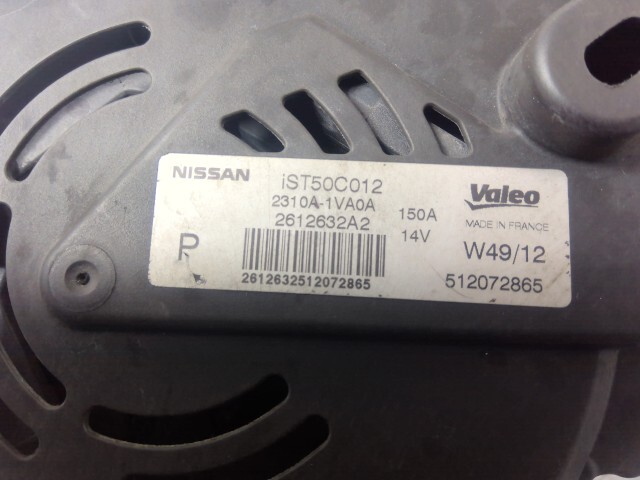 NISSAN iST50C012
2310A-1VA0A
2612632A2
150A
14V
P
2612632512072865
Valeo
MADE IN FRANCE
W49/12
512072865